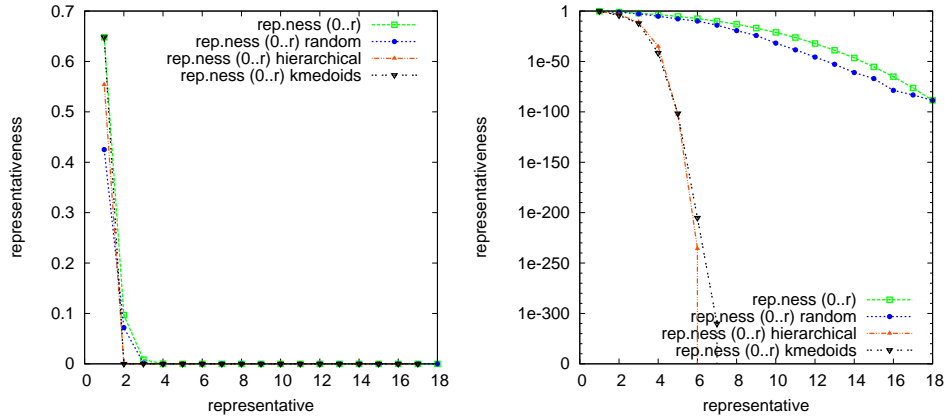 0.7
0.6
0.5
0.4
0.3
0.2
0.1
0
0 2 4 6 8 10 12 14 16 18
representativeness
representative
rep.ness (0..r)
rep.ness (0..r) random
rep.ness (0..r) hierarchical
rep.ness (0..r) kmedoids
1
1e-50
1e-100
1e-150
1e-200
1e-250
1e-300
0
0 2 4 6 8 10 12 14 16 18
representativeness
representative
rep.ness (0..r)
rep.ness (0..r) random
rep.ness (0..r) hierarchical
rep.ness (0..r) kmedoids